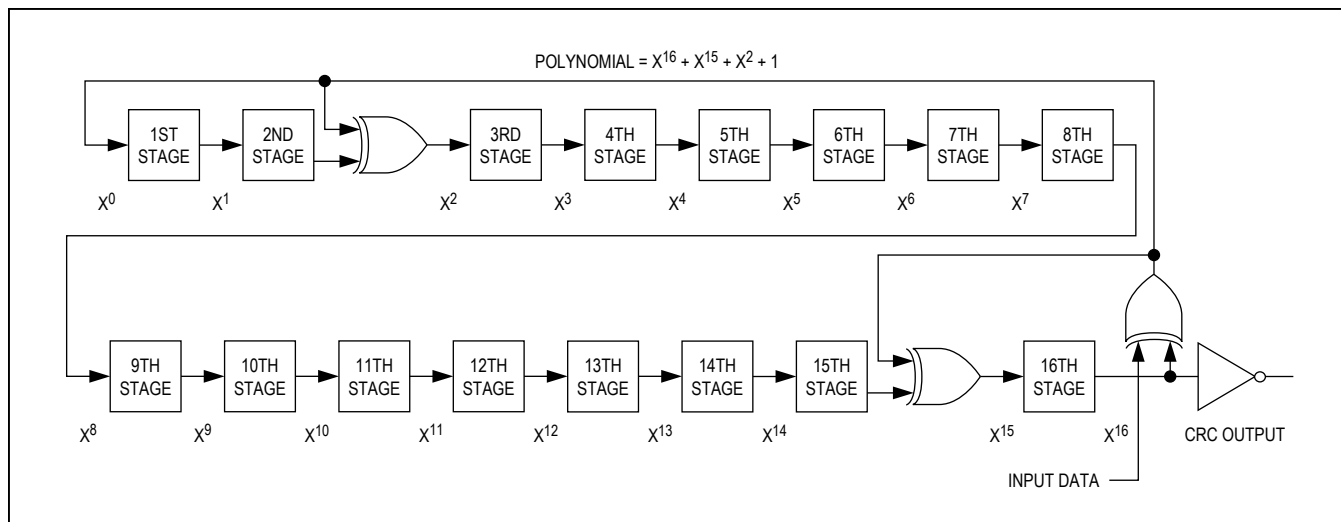 POLYNOMIAL = X¹⁶ + X¹⁵ + X² + 1
1ST STAGE
2ND STAGE
3RD STAGE
4TH STAGE
5TH STAGE
6TH STAGE
7TH STAGE
8TH STAGE
X⁰ X¹ X² X³ X⁴ X⁵ X⁶ X⁷
9TH STAGE
10TH STAGE
11TH STAGE
12TH STAGE
13TH STAGE
14TH STAGE
15TH STAGE
16TH STAGE
X⁸ X⁹ X¹⁰ X¹¹ X¹² X¹³ X¹⁴ X¹⁵ X¹⁶
CRC OUTPUT
INPUT DATA